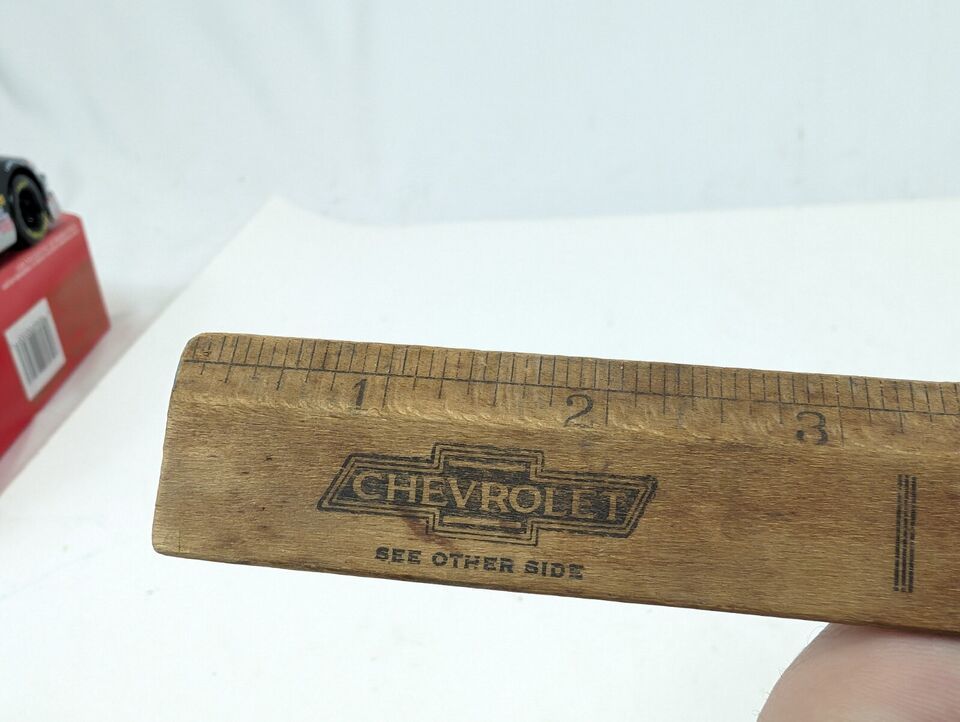 1 2 3
CHEVROLET
SEE OTHER SIDE